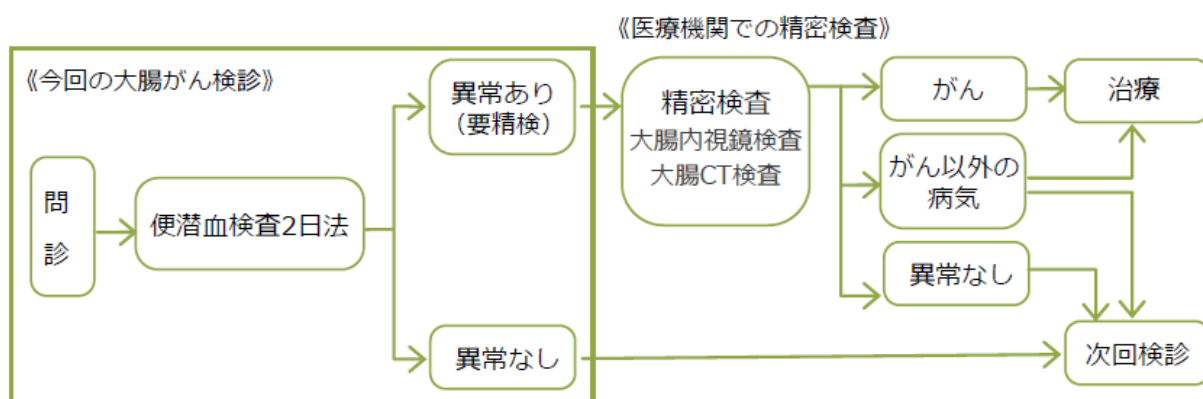 《医療機関での精密検査》
《今回の大腸がん検診》
問
診
便潜血検査2日法
異常あり
（要精検）
異常なし
精密検査
大腸内視鏡検査
大腸CT検査
がん
がん以外の
病気
異常なし
治療
次回検診